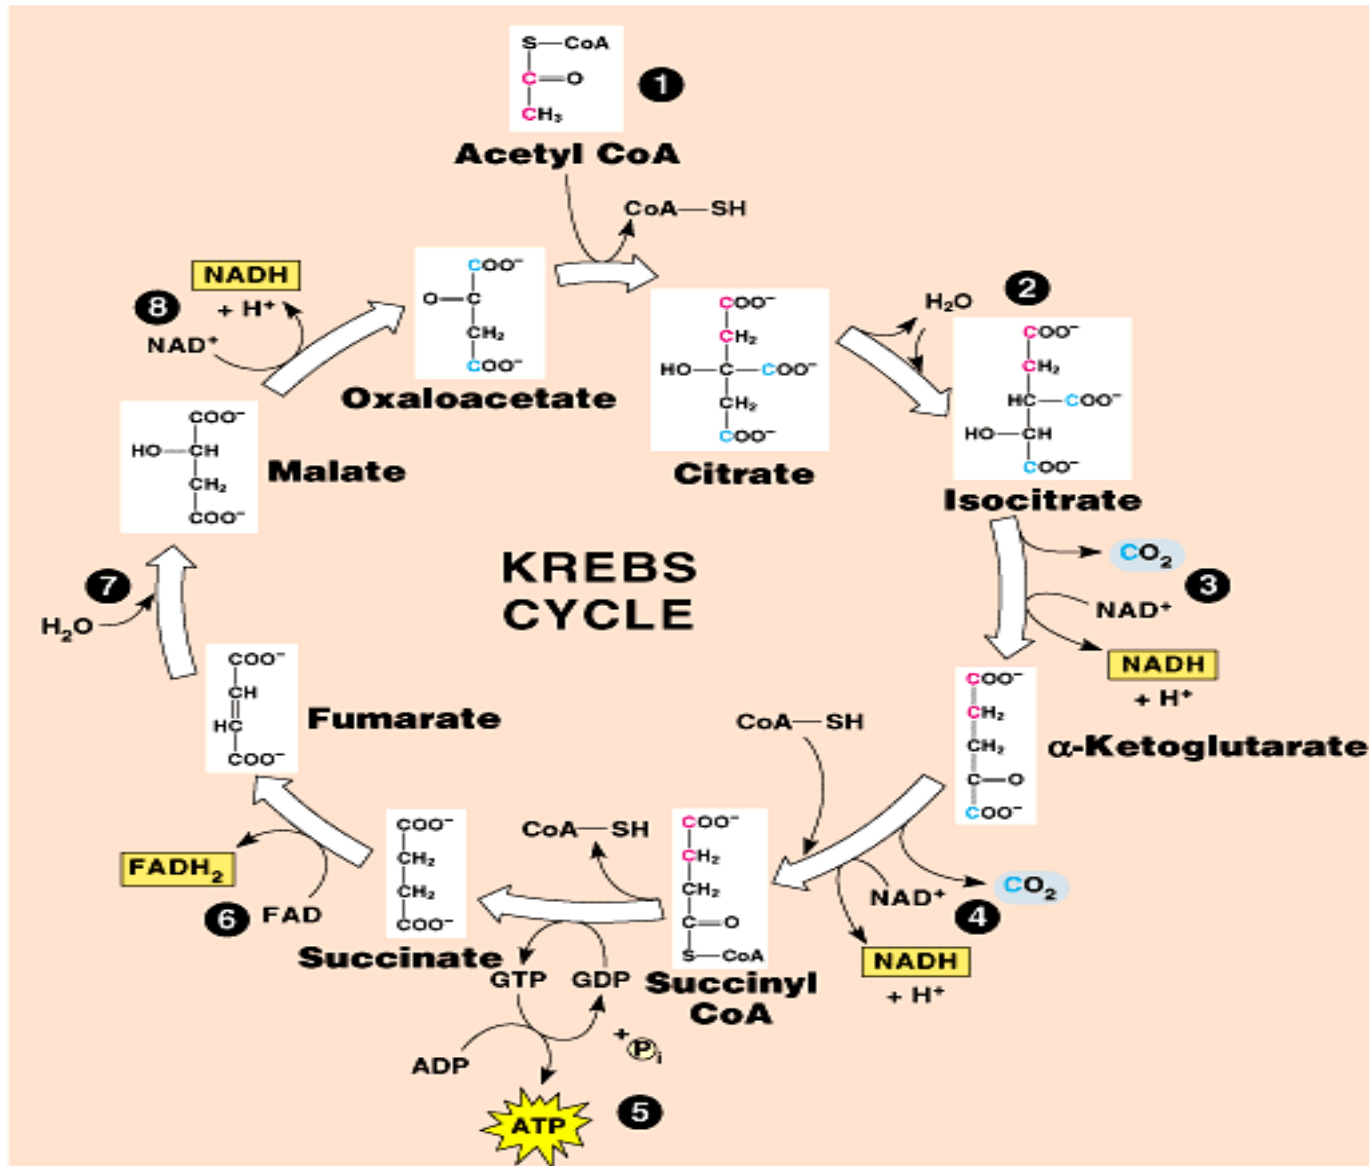 S—CoA
C=O
CH₃
1
Acetyl CoA
CoA—SH
NADH
+ H⁺
8
NAD⁺
COO⁻
O—C
CH₂
COO⁻
Oxaloacetate
COO⁻
CH₂
HO—C—COO⁻
CH₂
COO⁻
Citrate
H₂O
2
COO⁻
CH₂
HC—COO⁻
HO—CH
COO⁻
Isocitrate
COO⁻
HO—CH
CH₂
COO⁻
Malate
KREBS
CYCLE
CO₂
3
NAD⁺
NADH
+ H⁺
7
H₂O
COO⁻
CH
HC
COO⁻
Fumarate
CoA—SH
COO⁻
CH₂
CH₂
C—O
COO⁻
α-Ketoglutarate
FADH₂
6
FAD
COO⁻
CH₂
CH₂
COO⁻
Succinate
CoA—SH
COO⁻
CH₂
CH₂
C=O
S—CoA
Succinyl
CoA
NAD⁺
4
CO₂
NADH
+ H⁺
GTP
GDP
+
Pi
ADP
ATP
5